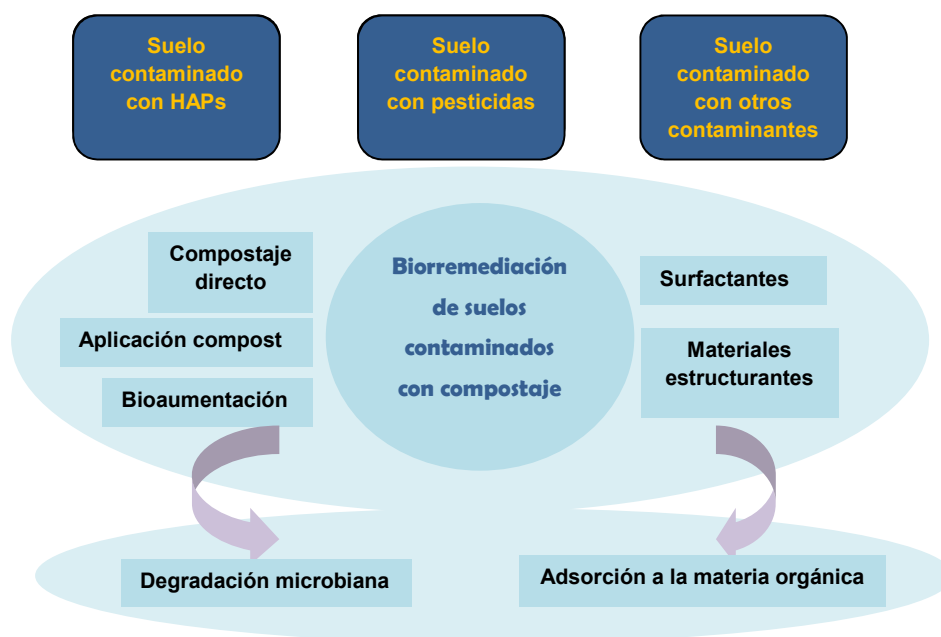 Suelo
contaminado
con HAPs
Suelo
contaminado
con pesticidas
Suelo
contaminado
con otros
contaminantes
Compostaje
directo
Aplicación compost
Bioaumentación
Biorremediación
de suelos
contaminados
con compostaje
Surfactantes
Materiales
estructurantes
Degradación microbiana
Adsorción a la materia orgánica